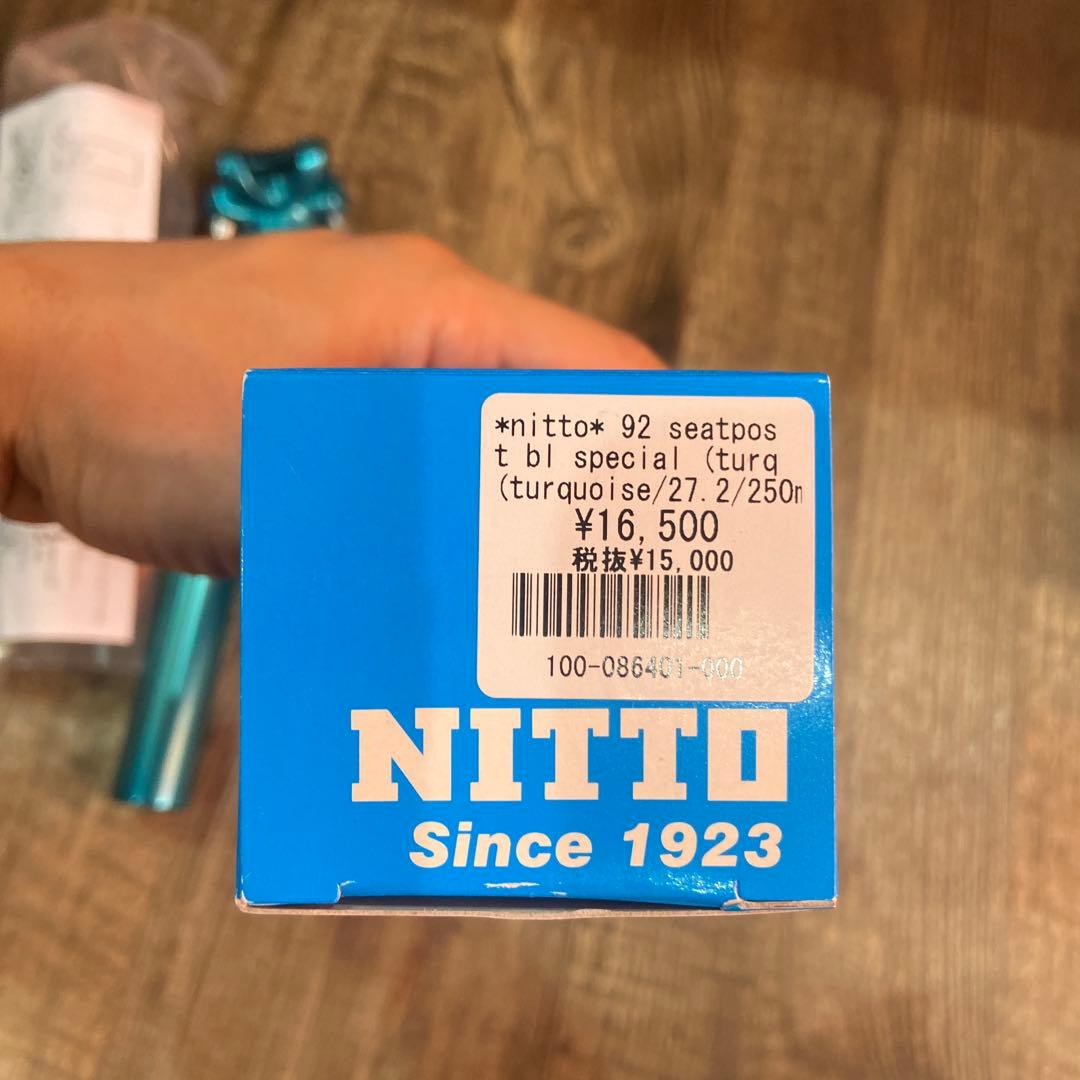 *nitto* 92 seatpos
t bl special (turq
(turquoise/27.2/250m
¥16,500
税抜¥15,000
100-086401-000
NITTO
Since 1923